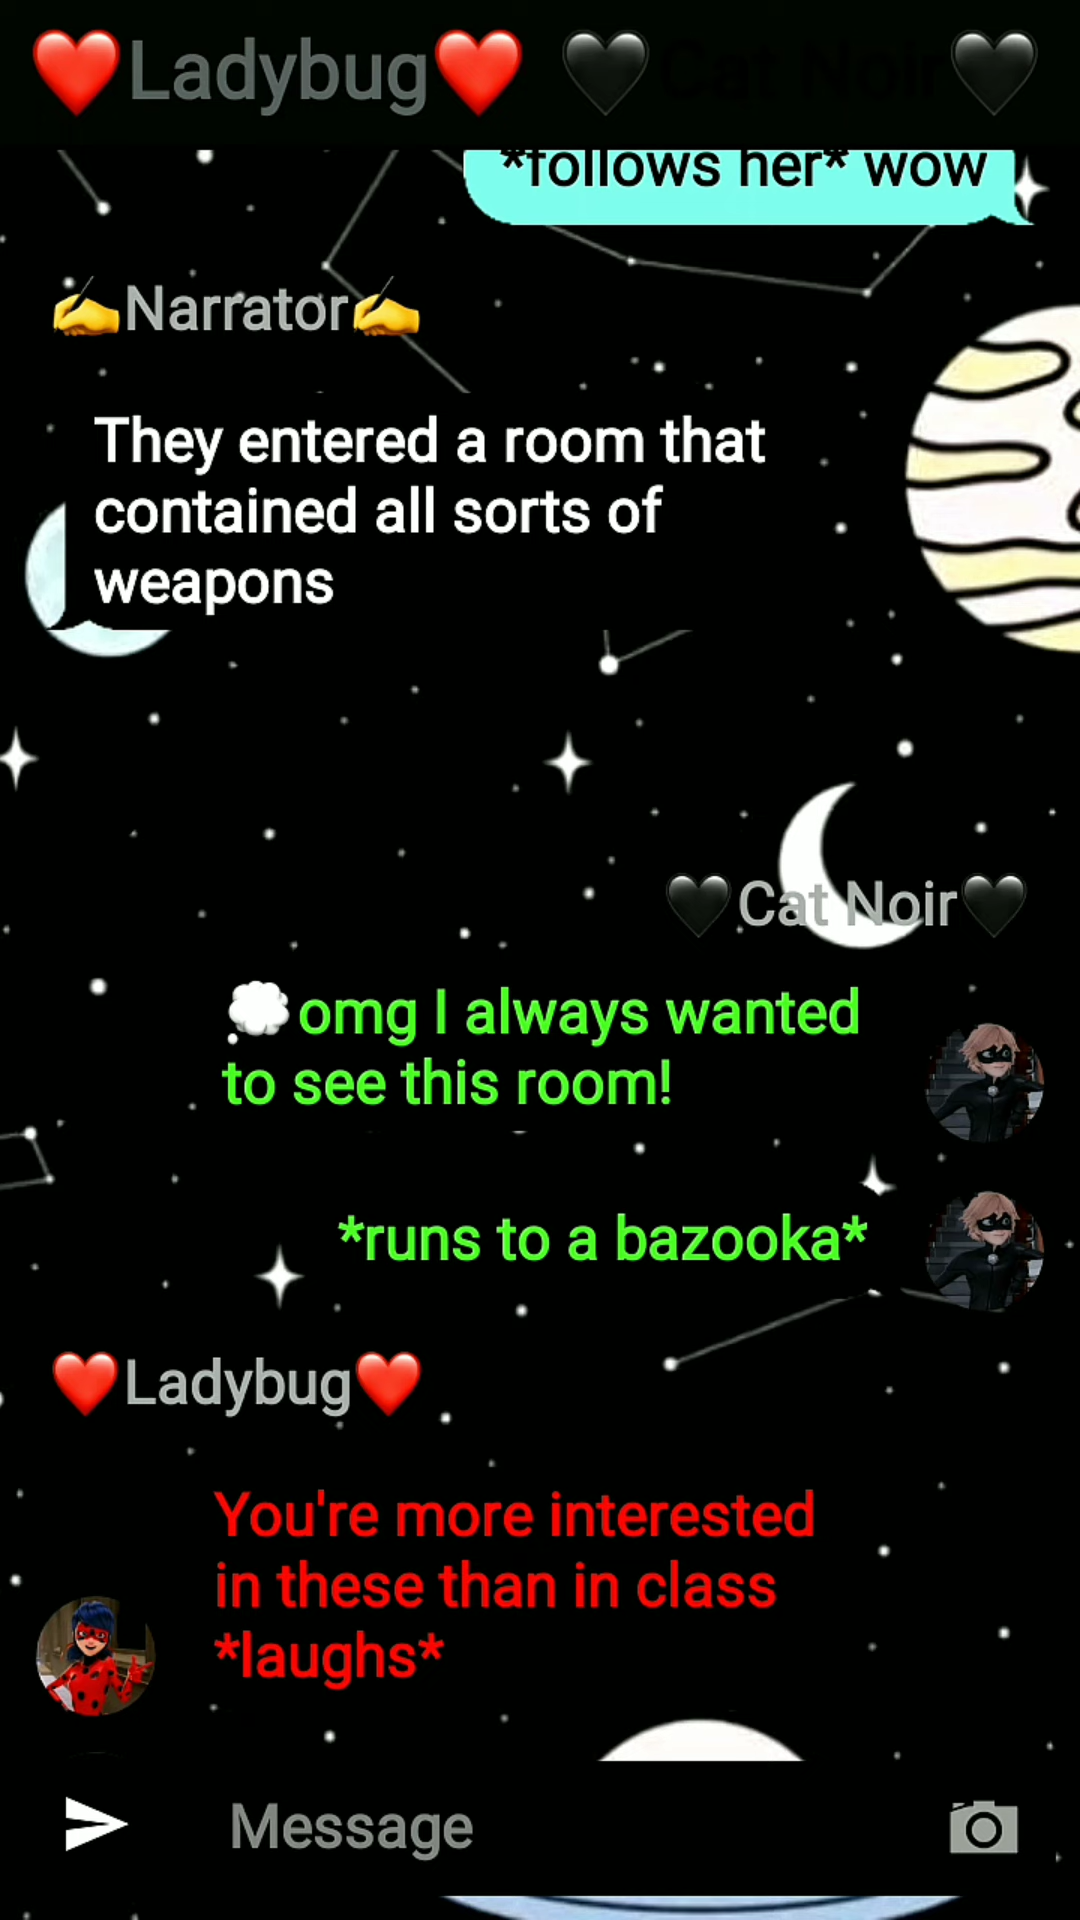 ❤️Ladybug❤️ 🖤Cat Noir🖤
*follows her* wow
✍️Narrator✍️
They entered a room that
contained all sorts of
weapons
🖤Cat Noir🖤
💭omg I always wanted
to see this room!
*runs to a bazooka*
❤️Ladybug❤️
You're more interested
in these than in class
*laughs*
Message